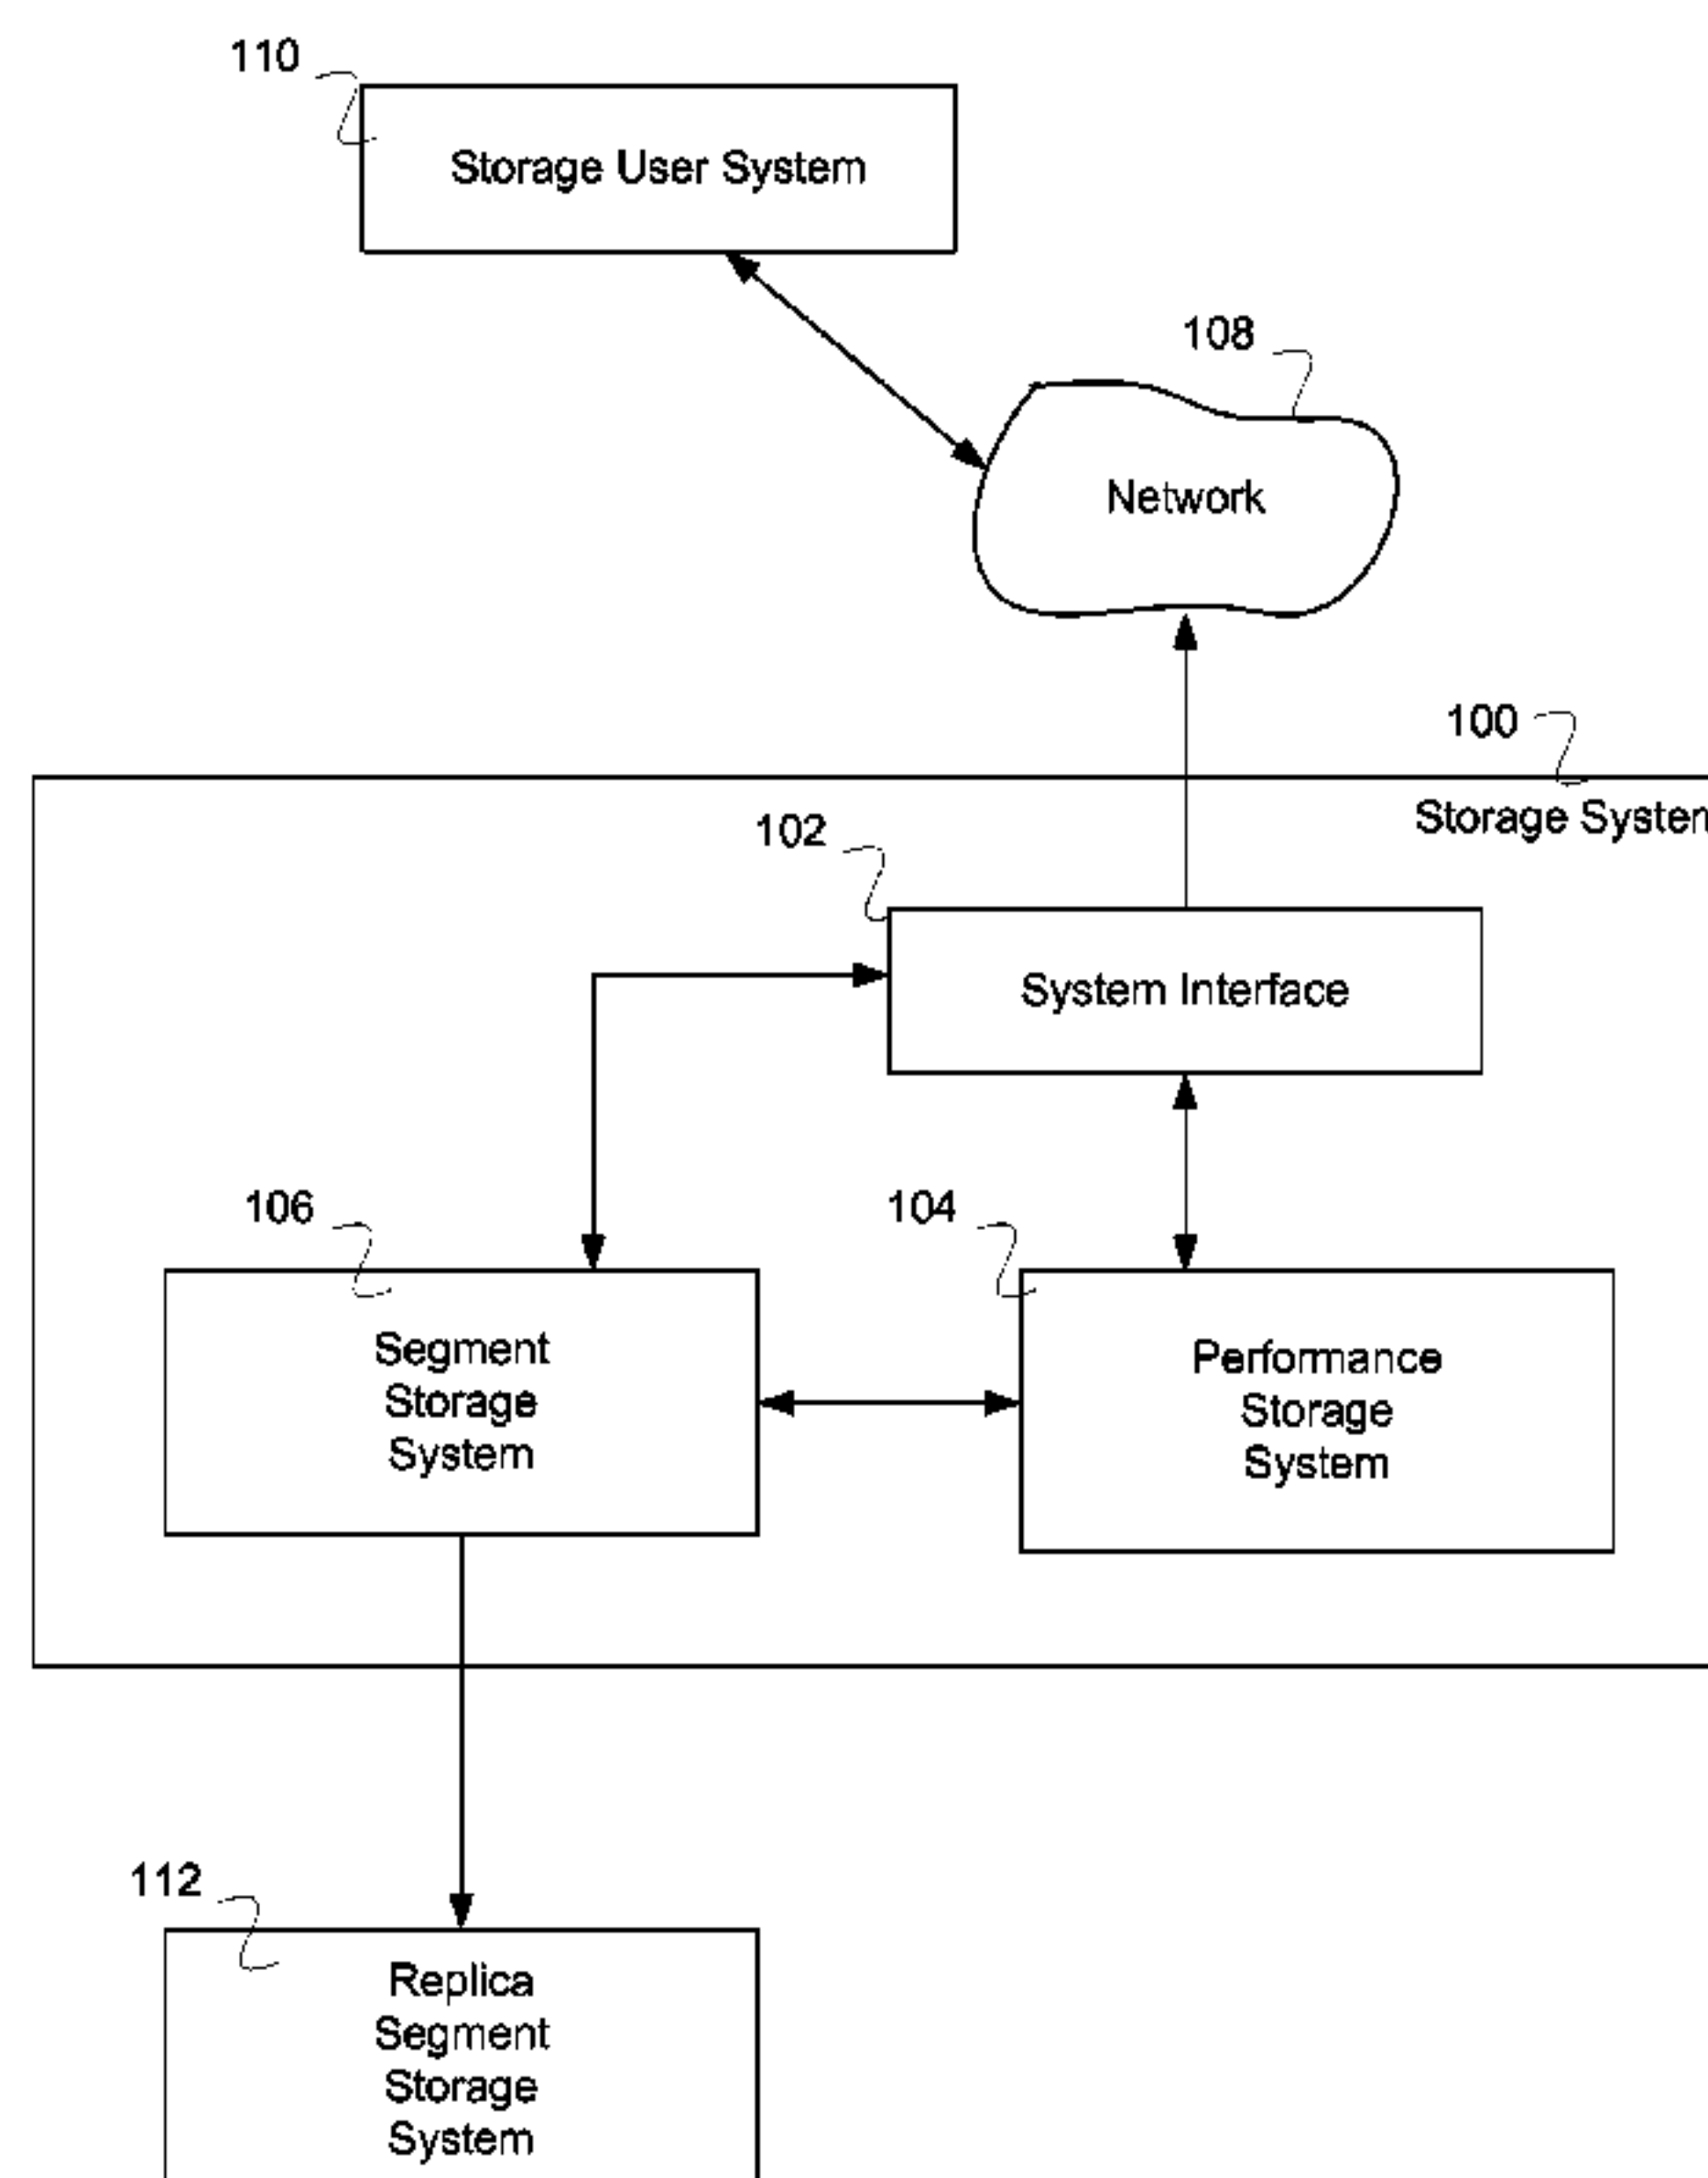 110
Storage User System
108
Network
100
Storage System
102
System Interface
106
104
Segment
Storage
System
Performance
Storage
System
112
Replica
Segment
Storage
System